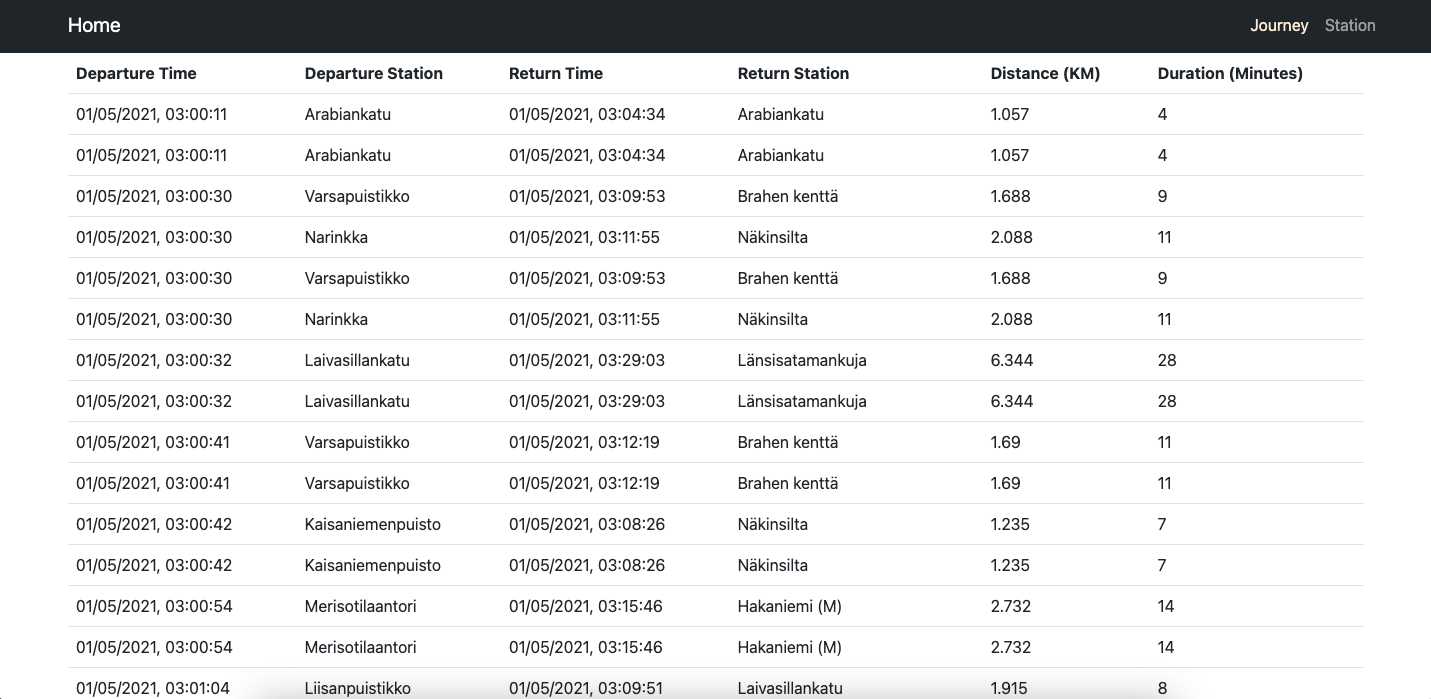 Home Journey Station
Departure Time Departure Station Return Time Return Station Distance (KM) Duration (Minutes)
01/05/2021, 03:00:11 Arabiankatu 01/05/2021, 03:04:34 Arabiankatu 1.057 4
01/05/2021, 03:00:11 Arabiankatu 01/05/2021, 03:04:34 Arabiankatu 1.057 4
01/05/2021, 03:00:30 Varsapuistikko 01/05/2021, 03:09:53 Brahen kenttä 1.688 9
01/05/2021, 03:00:30 Narinkka 01/05/2021, 03:11:55 Näkinsilta 2.088 11
01/05/2021, 03:00:30 Varsapuistikko 01/05/2021, 03:09:53 Brahen kenttä 1.688 9
01/05/2021, 03:00:30 Narinkka 01/05/2021, 03:11:55 Näkinsilta 2.088 11
01/05/2021, 03:00:32 Laivasillankatu 01/05/2021, 03:29:03 Länsisatamankuja 6.344 28
01/05/2021, 03:00:32 Laivasillankatu 01/05/2021, 03:29:03 Länsisatamankuja 6.344 28
01/05/2021, 03:00:41 Varsapuistikko 01/05/2021, 03:12:19 Brahen kenttä 1.69 11
01/05/2021, 03:00:41 Varsapuistikko 01/05/2021, 03:12:19 Brahen kenttä 1.69 11
01/05/2021, 03:00:42 Kaisaniemenpuisto 01/05/2021, 03:08:26 Näkinsilta 1.235 7
01/05/2021, 03:00:42 Kaisaniemenpuisto 01/05/2021, 03:08:26 Näkinsilta 1.235 7
01/05/2021, 03:00:54 Merisotilaantori 01/05/2021, 03:15:46 Hakaniemi (M) 2.732 14
01/05/2021, 03:00:54 Merisotilaantori 01/05/2021, 03:15:46 Hakaniemi (M) 2.732 14
01/05/2021, 03:01:04 Liisanpuistikko 01/05/2021, 03:09:51 Laivasillankatu 1.915 8